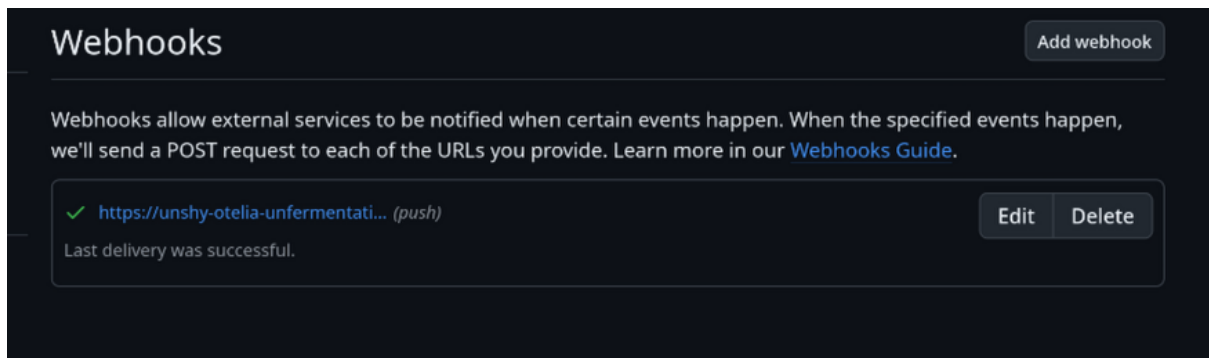 Webhooks
Add webhook
Webhooks allow external services to be notified when certain events happen. When the specified events happen,
we'll send a POST request to each of the URLs you provide. Learn more in our Webhooks Guide.
https://unshy-otelia-unfermentati... (push)
Edit
Delete
Last delivery was successful.